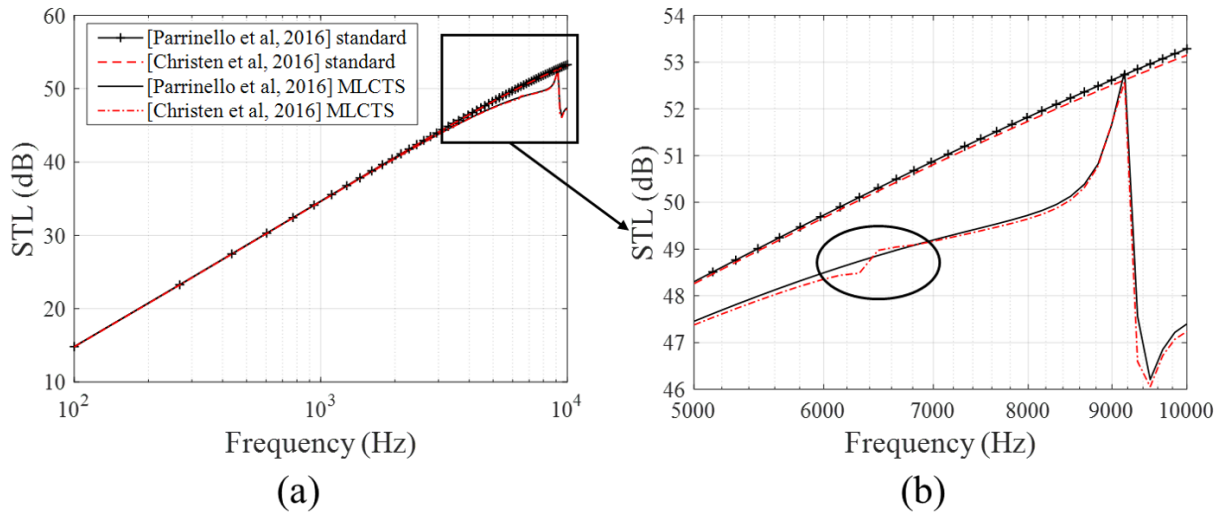 60
50
40
30
20
10
STL (dB)
[Parrinello et al, 2016] standard
[Christen et al, 2016] standard
[Parrinello et al, 2016] MLCTS
[Christen et al, 2016] MLCTS
10^2
10^3
10^4
Frequency (Hz)
(a)
54
53
52
51
50
49
48
47
46
STL (dB)
5000
6000
7000
8000
9000
10000
Frequency (Hz)
(b)